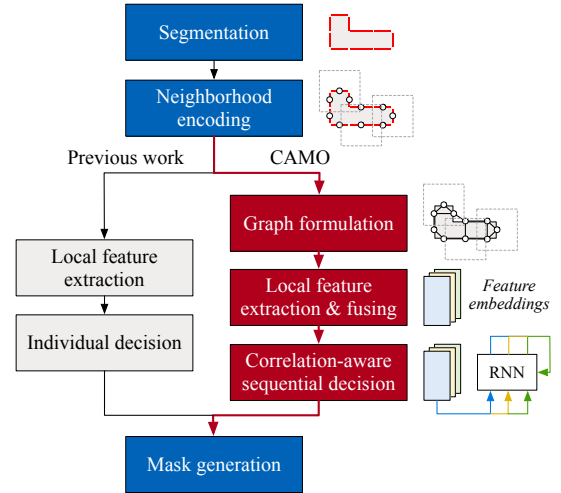 Segmentation
Neighborhood
encoding
Previous work
CAMO
Graph formulation
Local feature
extraction
Local feature
extraction & fusing
Feature
embeddings
Individual decision
Correlation-aware
sequential decision
RNN
Mask generation